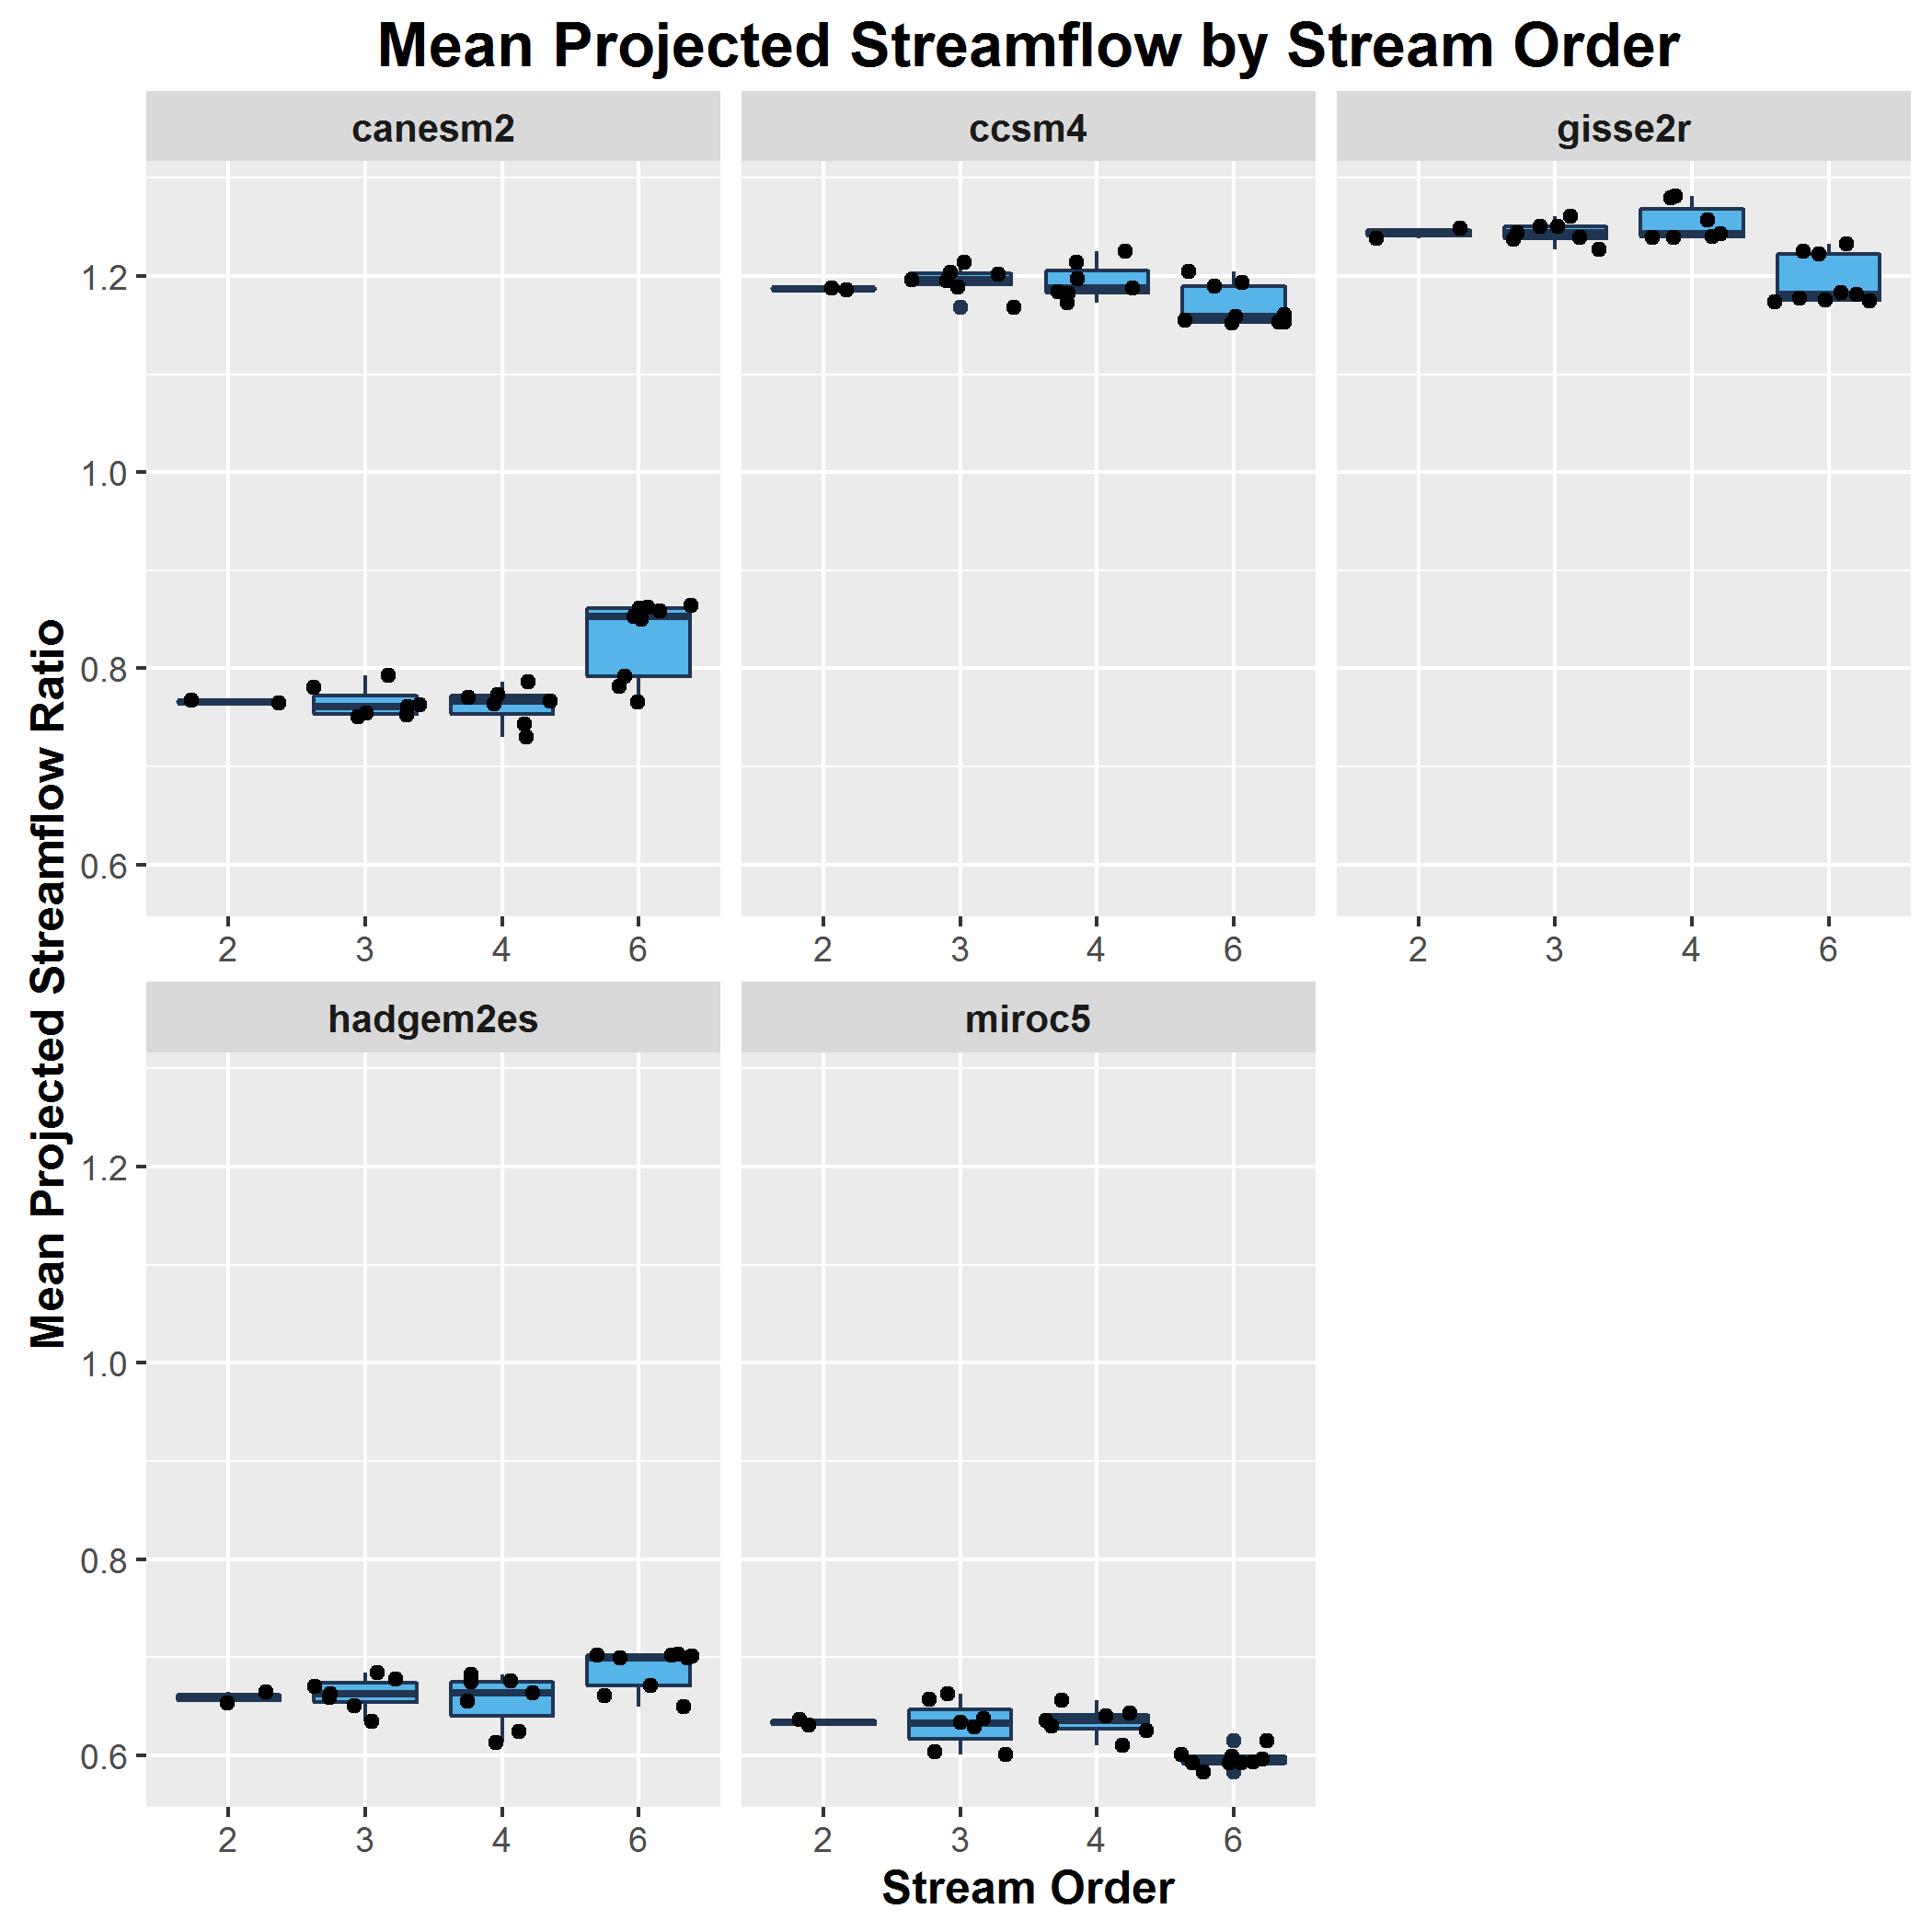 Mean Projected Streamflow by Stream Order
canesm2 ccsm4 gisse2r
1.2
1.0
0.8
0.6
2 3 4 6 2 3 4 6 2 3 4 6
Mean Projected Streamflow Ratio
hadgem2es miroc5
1.2
1.0
0.8
0.6
2 3 4 6 2 3 4 6
Stream Order